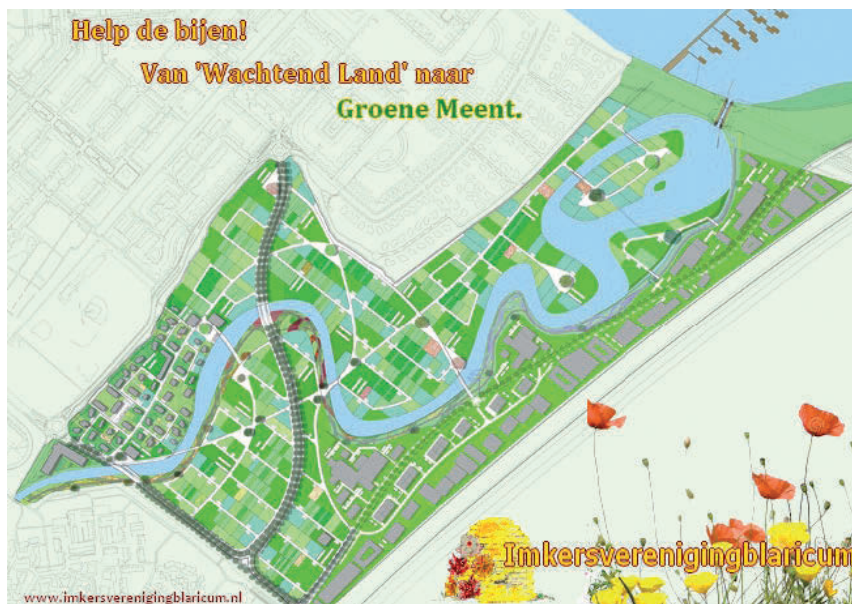 Help de bijen!
Van 'Wachtend Land' naar
Groene Meent.
Imkersverenigingblaricum
www.imkersverenigingblaricum.nl